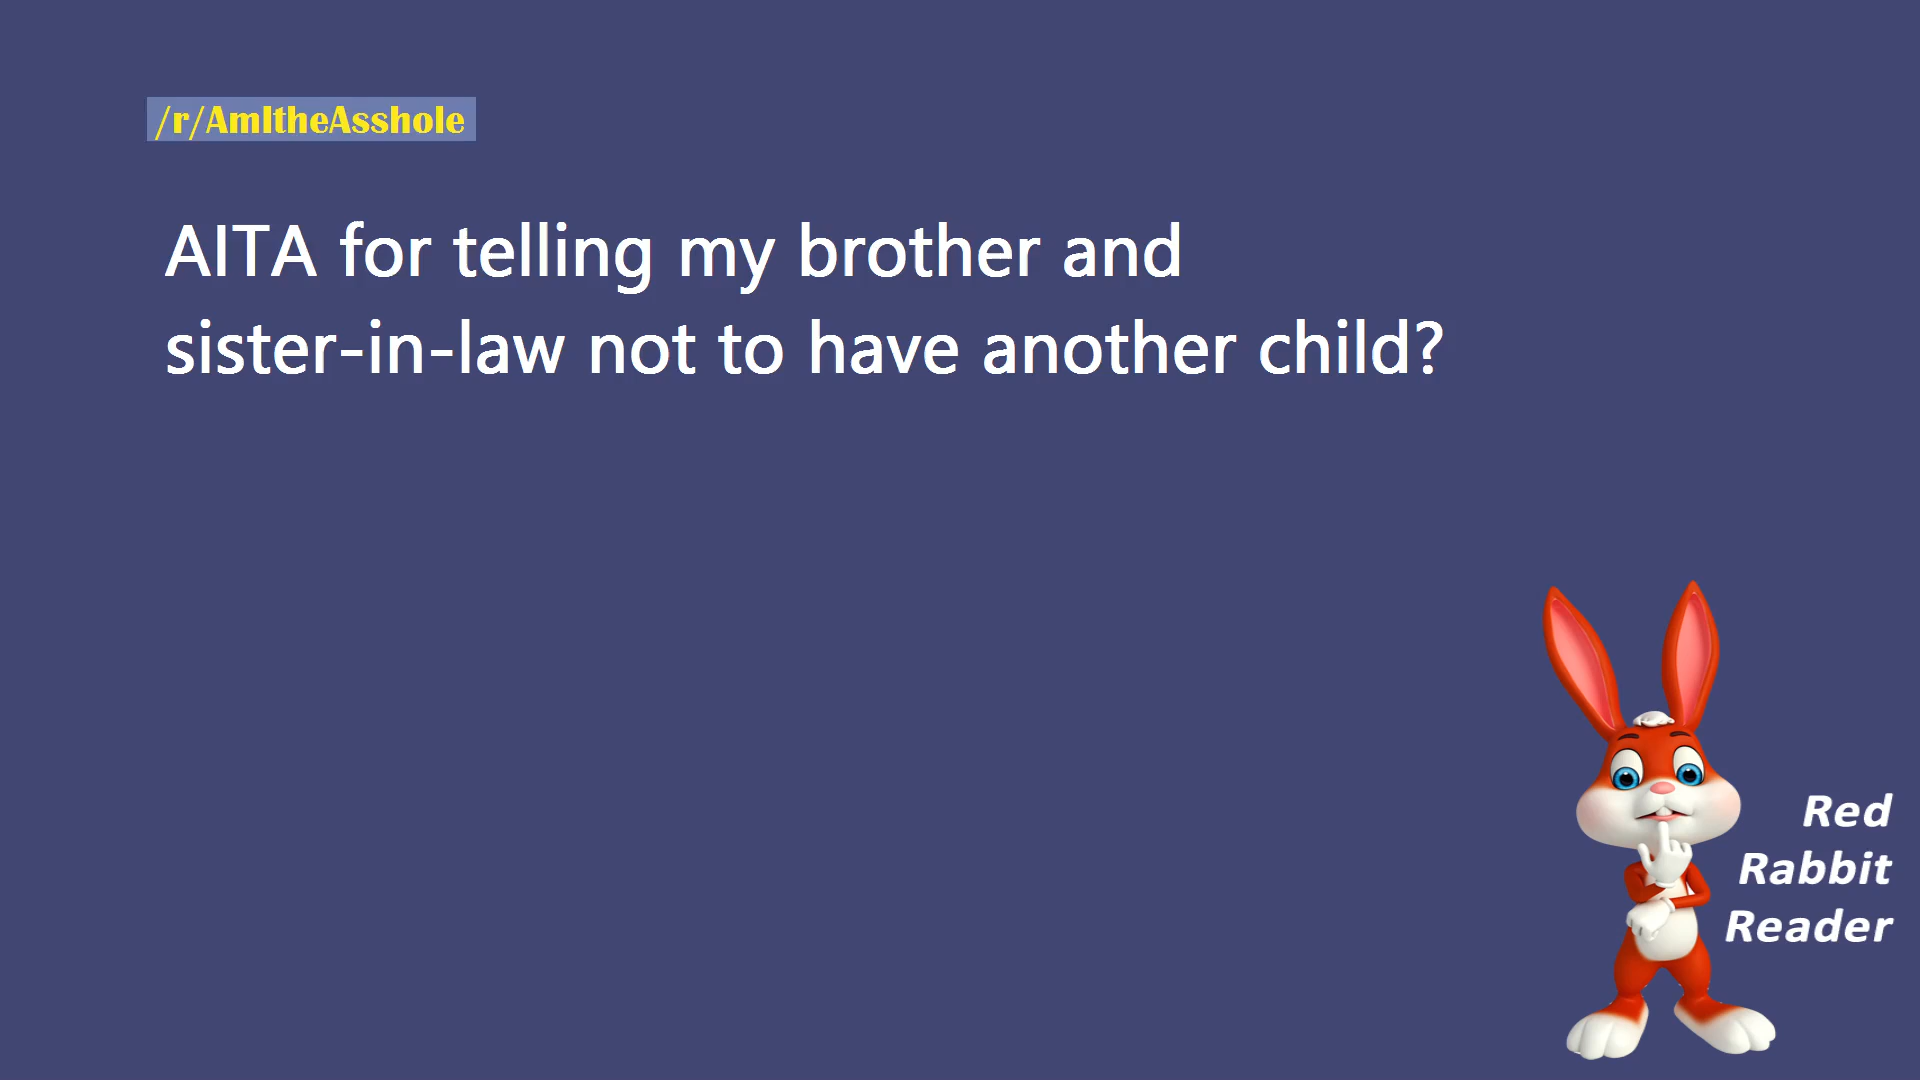 /r/AmItheAsshole
AITA for telling my brother and
sister-in-law not to have another child?
Red
Rabbit
Reader